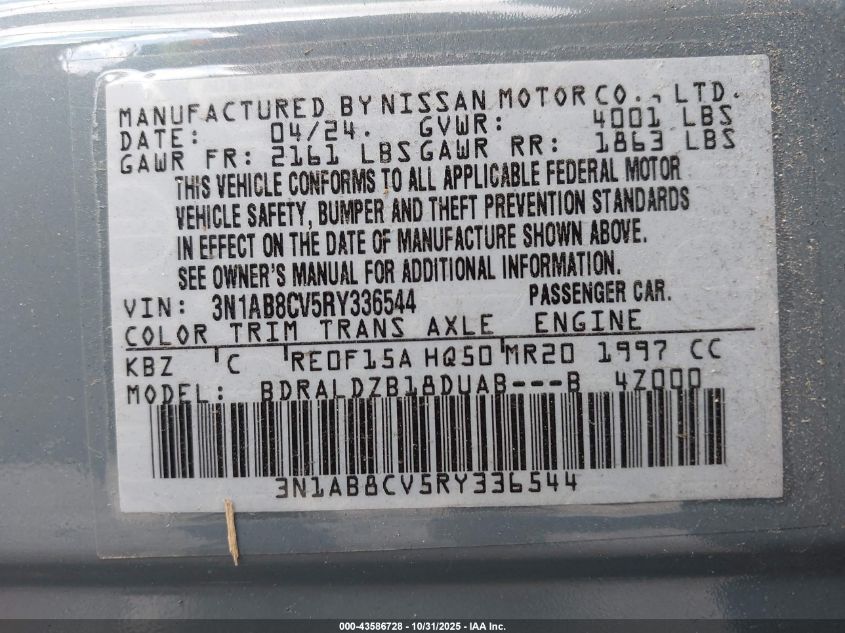 MANUFACTURED BY NISSAN MOTOR CO., LTD.
DATE: 04/24. GVWR: 4001 LBS
GAWR FR: 2161 LBS GAWR RR: 1863 LBS
THIS VEHICLE CONFORMS TO ALL APPLICABLE FEDERAL MOTOR
VEHICLE SAFETY, BUMPER AND THEFT PREVENTION STANDARDS
IN EFFECT ON THE DATE OF MANUFACTURE SHOWN ABOVE.
SEE OWNER'S MANUAL FOR ADDITIONAL INFORMATION.
VIN: 3N1AB8CV5RY336544 PASSENGER CAR.
COLOR TRIM TRANS AXLE ENGINE
KBZ C RE0F15A HQ50 MR20 1997 CC
MODEL: BDRALDZB18DUAB---B 4Z000
3N1AB8CV5RY336544
000-43586728 - 10/31/2025 - IAA Inc.